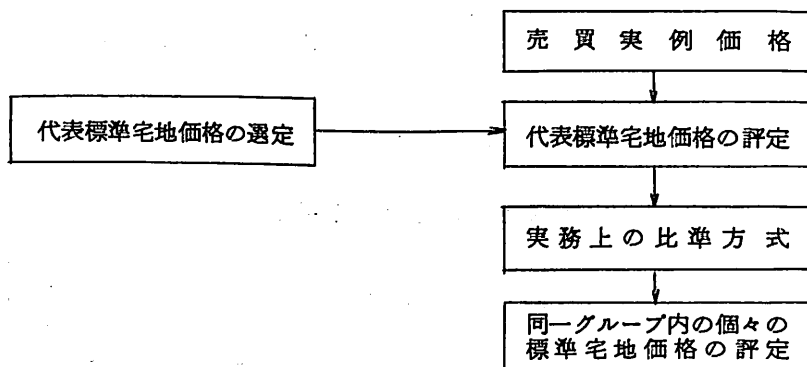 売買実例価格
代表標準宅地価格の選定
代表標準宅地価格の評定
実務上の比準方式
同一グループ内の個々の
標準宅地価格の評定